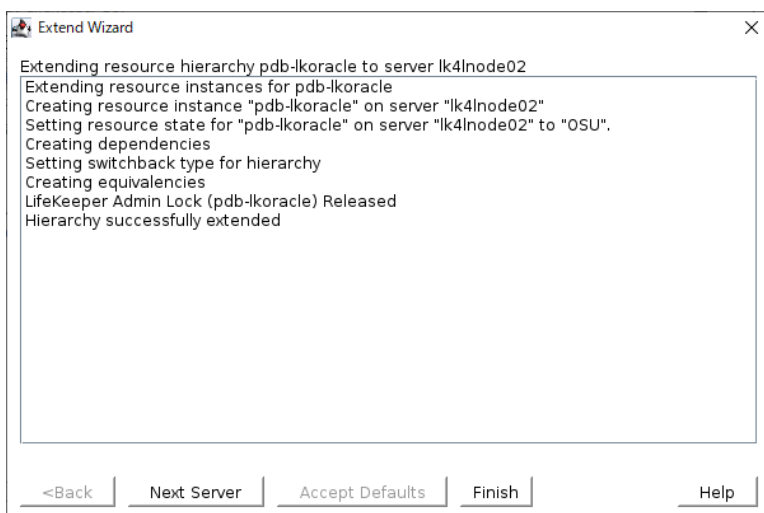 Extend Wizard
Extending resource hierarchy pdb-lkoracle to server lk4lnode02
Extending resource instances for pdb-lkoracle
Creating resource instance "pdb-lkoracle" on server "lk4lnode02"
Setting resource state for "pdb-lkoracle" on server "lk4lnode02" to "OSU".
Creating dependencies
Setting switchback type for hierarchy
Creating equivalencies
LifeKeeper Admin Lock (pdb-lkoracle) Released
Hierarchy successfully extended
<Back Next Server Accept Defaults Finish Help